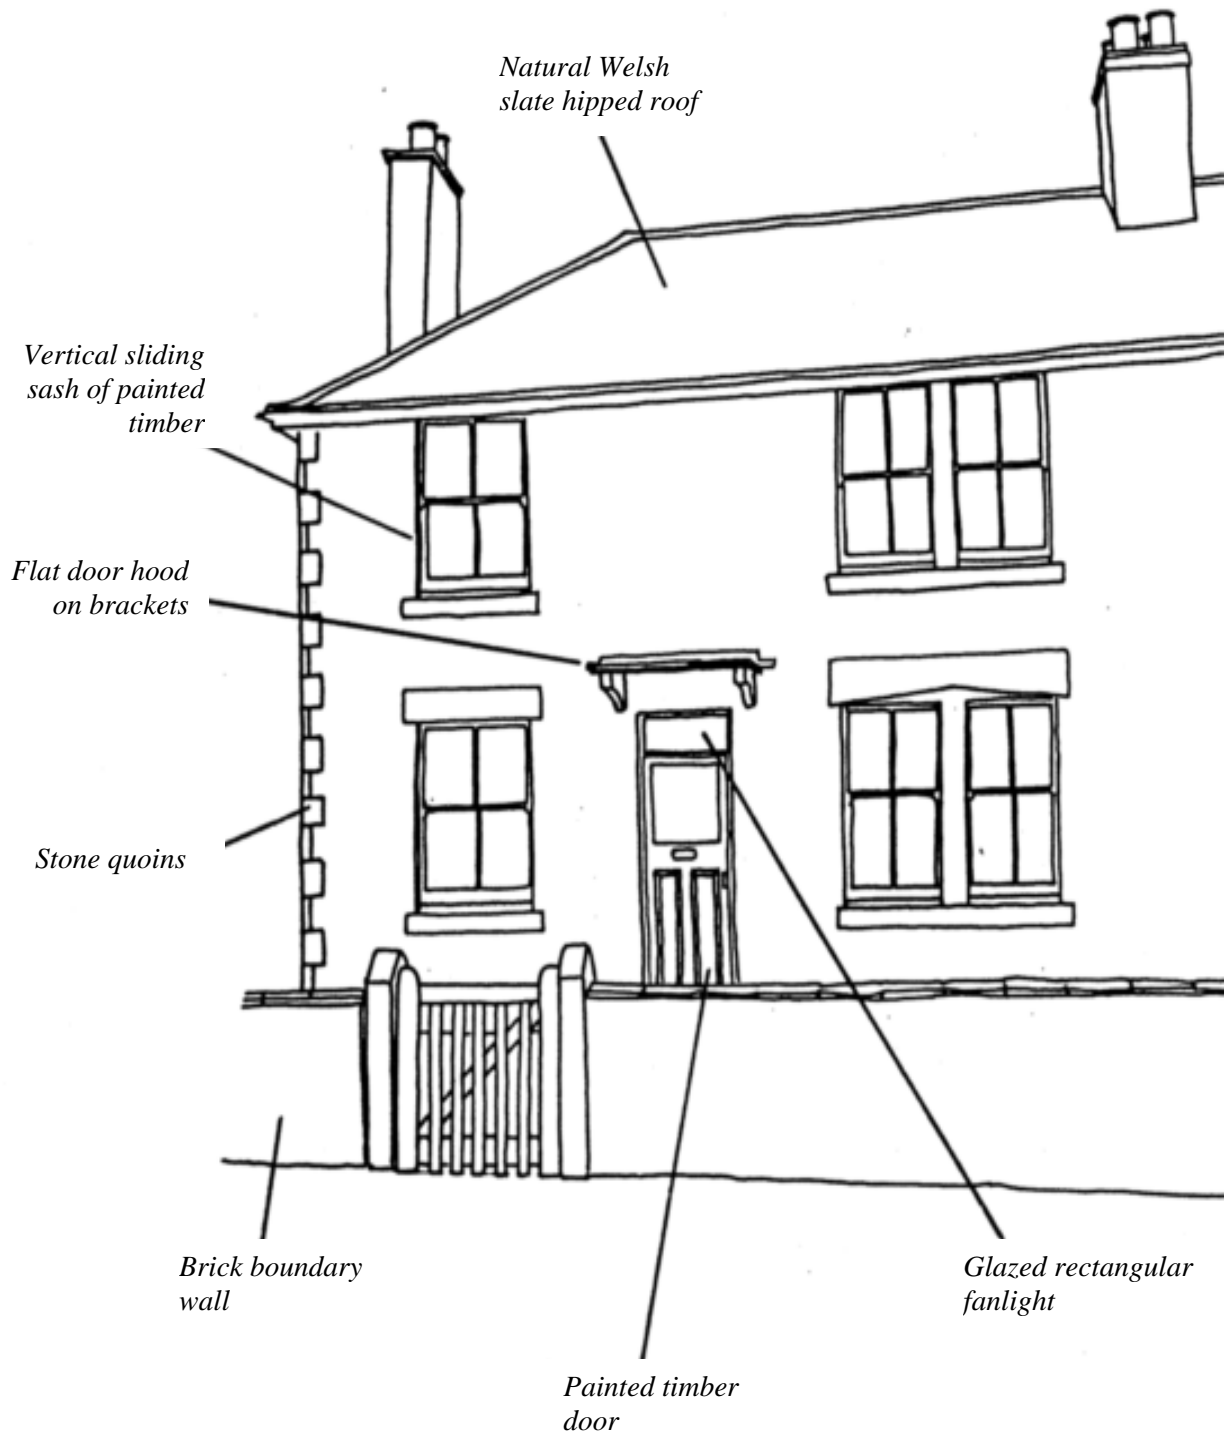 Natural Welsh
slate hipped roof
Vertical sliding
sash of painted
timber
Flat door hood
on brackets
Stone quoins
Brick boundary
wall
Glazed rectangular
fanlight
Painted timber
door